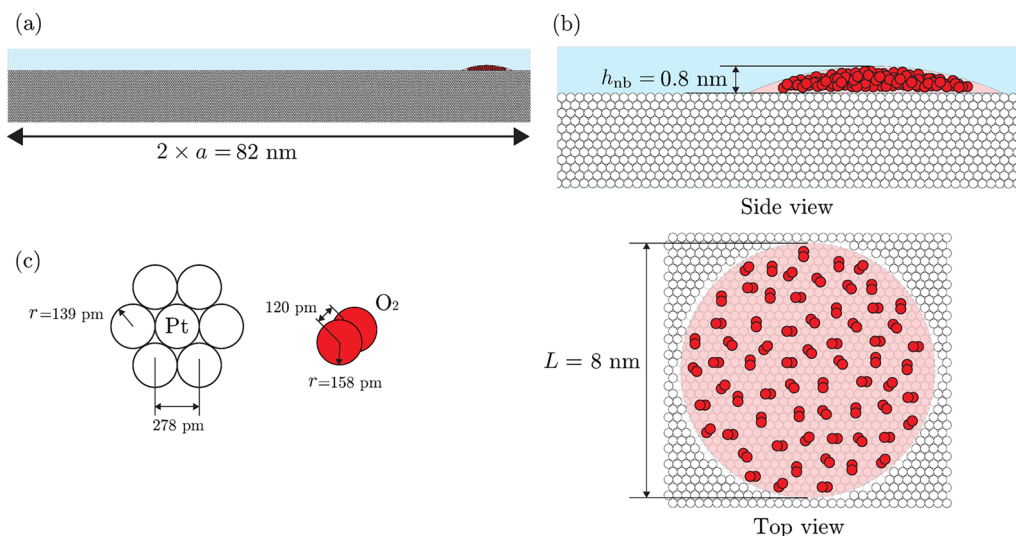 (a)
2 × a = 82 nm
(b)
hnb = 0.8 nm
Side view
(c)
r=139 pm
Pt
278 pm
120 pm
O₂
r=158 pm
L = 8 nm
Top view